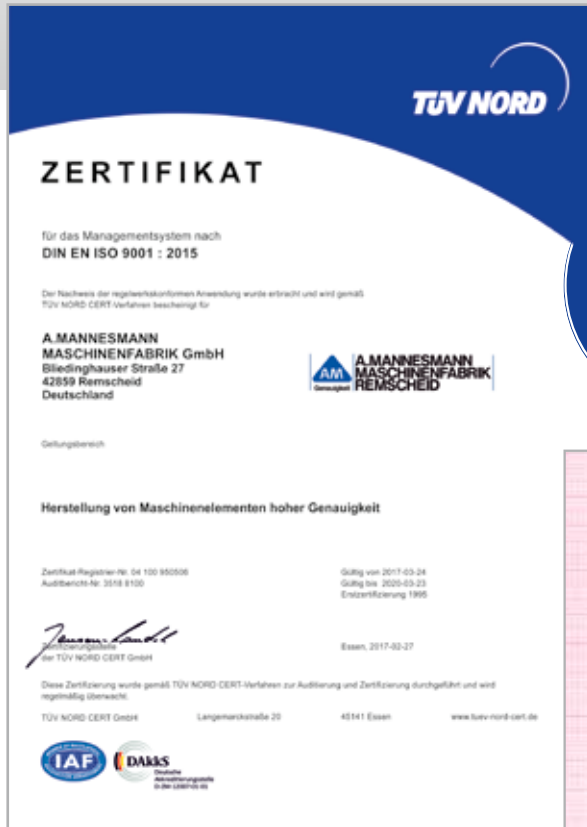 TÜV NORD
ZERTIFIKAT
für das Managementsystem nach
DIN EN ISO 9001 : 2015
Der Nachweis der regelwerkskonformen Anwendung wurde erbracht und wird gemäß
TÜV NORD CERT-Verfahren bescheinigt für
A.MANNESMANN
MASCHINENFABRIK GmbH
Bliedinghauser Straße 27
42859 Remscheid
Deutschland
AM
Genauigkeit
A.MANNESMANN
MASCHINENFABRIK
REMSCHEID
Geltungsbereich
Herstellung von Maschinenelementen hoher Genauigkeit
Zertifikat-Registrier-Nr. 04 100 950506
Auditbericht-Nr. 3518 8100
Gültig von 2017-03-24
Gültig bis 2020-03-23
Erstzertifizierung 1995
Zertifizierungsstelle
der TÜV NORD CERT GmbH
Essen, 2017-02-27
Diese Zertifizierung wurde gemäß TÜV NORD CERT-Verfahren zur Auditierung und Zertifizierung durchgeführt und wird
regelmäßig überwacht.
TÜV NORD CERT GmbH Langemarckstraße 20 45141 Essen www.tuev-nord-cert.de
IAF
DAkkS
Deutsche
Akkreditierungsstelle